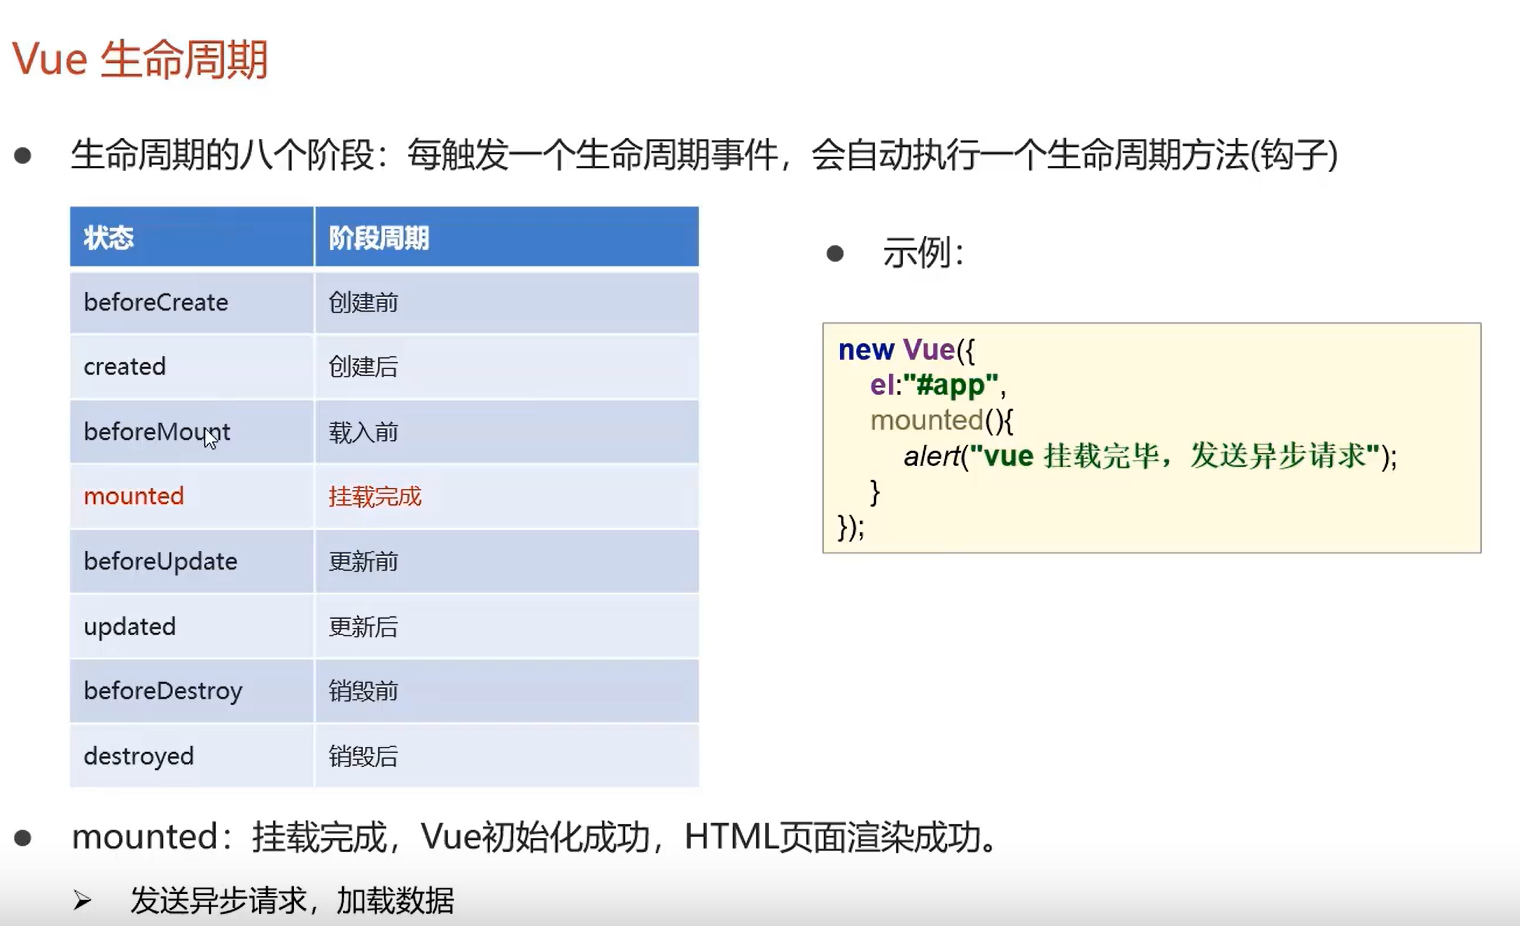 Vue 生命周期
● 生命周期的八个阶段：每触发一个生命周期事件，会自动执行一个生命周期方法(钩子)
状态 阶段周期
beforeCreate 创建前
created 创建后
beforeMount 载入前
mounted 挂载完成
beforeUpdate 更新前
updated 更新后
beforeDestroy 销毁前
destroyed 销毁后
● 示例：
new Vue({
el:"#app",
mounted(){
alert("vue 挂载完毕，发送异步请求");
}
});
● mounted：挂载完成，Vue初始化成功，HTML页面渲染成功。
➢ 发送异步请求，加载数据